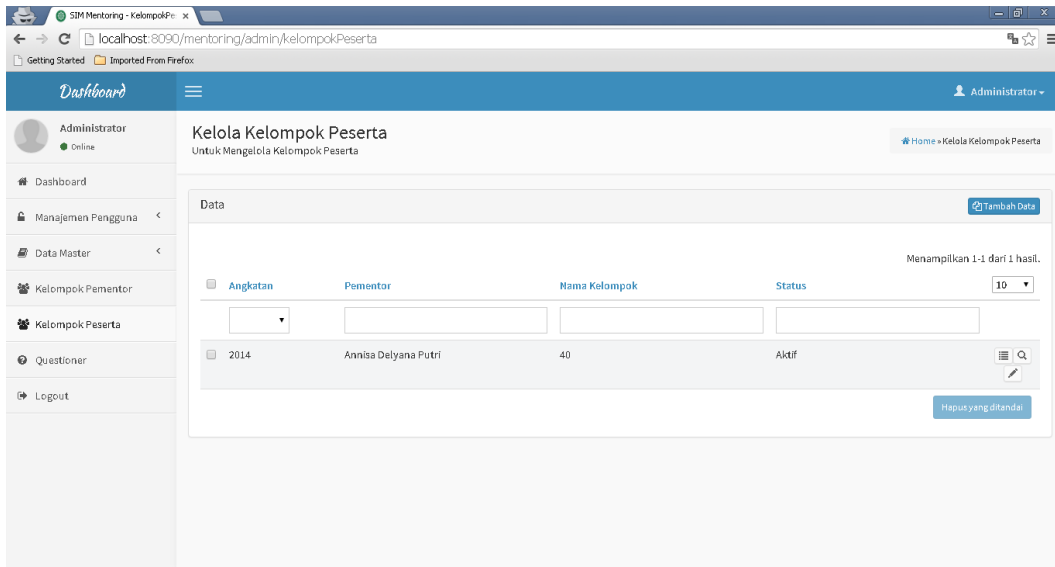 SIM Mentoring - KelompokPe
localhost:8090/mentoring/admin/kelompokPeserta
Getting Started Imported From Firefox
Dashboard Administrator
Administrator
Online
Kelola Kelompok Peserta
Untuk Mengelola Kelompok Peserta
Home » Kelola Kelompok Peserta
Dashboard
Manajemen Pengguna
Data Master
Kelompok Pementor
Kelompok Peserta
Questioner
Logout
Data Tambah Data
Menampilkan 1-1 dari 1 hasil.
Angkatan Pementor Nama Kelompok Status 10
2014 Annisa Delyana Putri 40 Aktif
Hapus yang ditandai